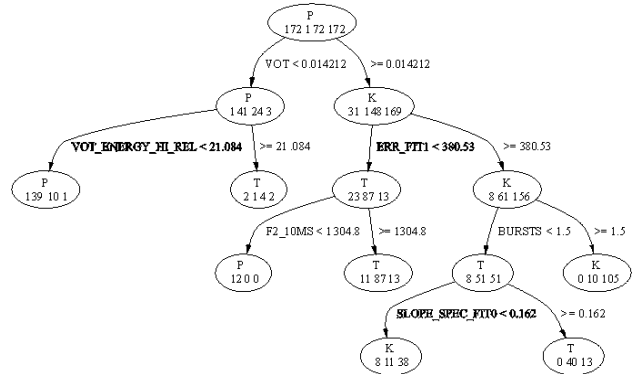 P
172 172 172
VOT < 0.014212
>= 0.014212
P
141 24 3
K
31 148 169
VOT_ENERGY_HI_REL < 21.084
>= 21.084
ERR_FIT1 < 380.53
>= 380.53
P
139 10 1
T
2 14 2
T
23 87 13
K
8 61 156
F2_10MS < 1304.8
>= 1304.8
BURSTS < 1.5
>= 1.5
P
12 0 0
T
11 87 13
T
8 51 51
K
0 10 105
SLOPE_SPEC_FIT0 < 0.162
>= 0.162
K
8 11 38
T
0 40 13